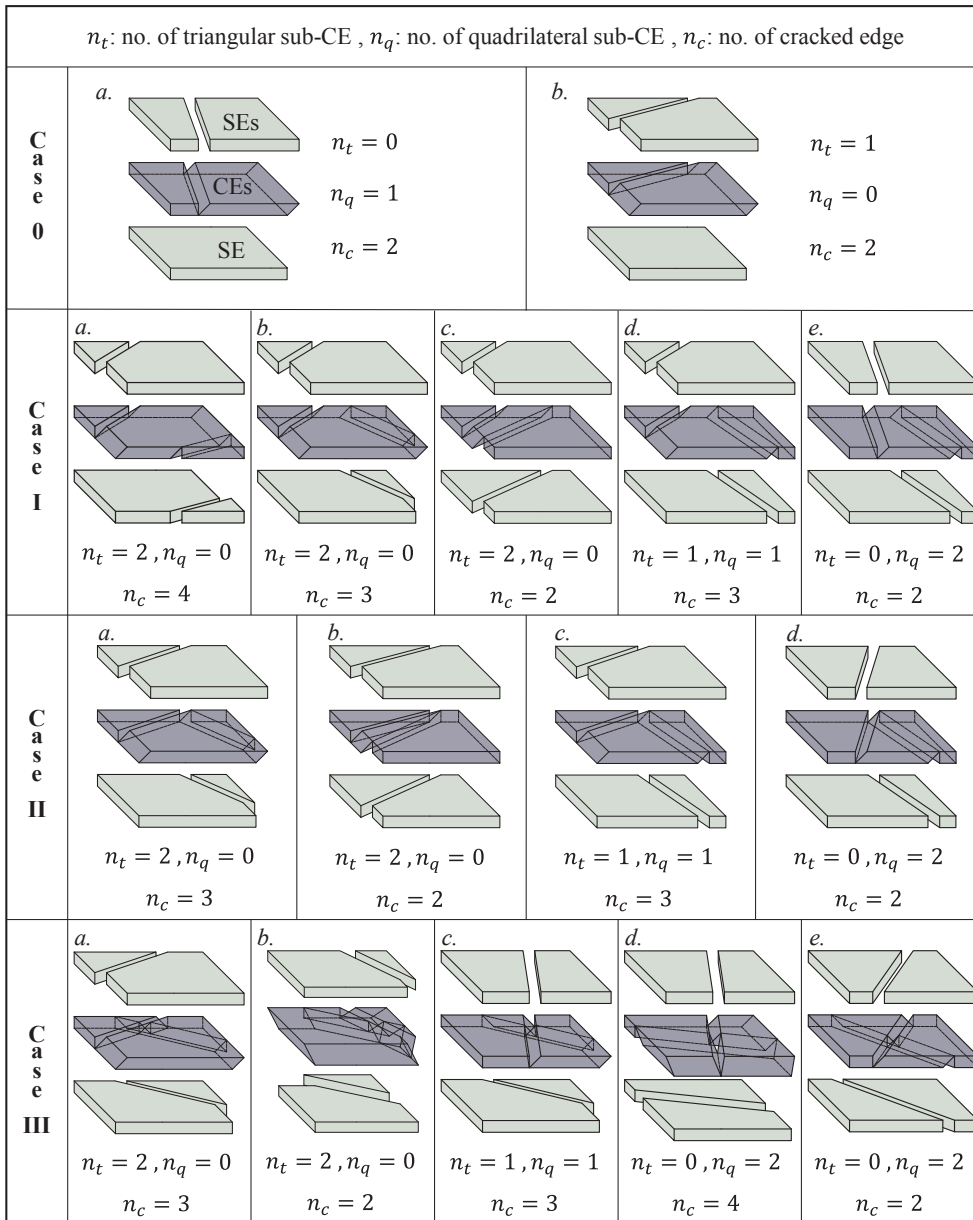 n_t: no. of triangular sub-CE , n_q: no. of quadrilateral sub-CE , n_c: no. of cracked edge
Case 0
a.
SEs
CEs
SE
n_t = 0
n_q = 1
n_c = 2
b.
n_t = 1
n_q = 0
n_c = 2
Case I
a.
n_t = 2 , n_q = 0
n_c = 4
b.
n_t = 2 , n_q = 0
n_c = 3
c.
n_t = 2 , n_q = 0
n_c = 2
d.
n_t = 1 , n_q = 1
n_c = 3
e.
n_t = 0 , n_q = 2
n_c = 2
Case II
a.
n_t = 2 , n_q = 0
n_c = 3
b.
n_t = 2 , n_q = 0
n_c = 2
c.
n_t = 1 , n_q = 1
n_c = 3
d.
n_t = 0 , n_q = 2
n_c = 2
Case III
a.
n_t = 2 , n_q = 0
n_c = 3
b.
n_t = 2 , n_q = 0
n_c = 2
c.
n_t = 1 , n_q = 1
n_c = 3
d.
n_t = 0 , n_q = 2
n_c = 4
e.
n_t = 0 , n_q = 2
n_c = 2